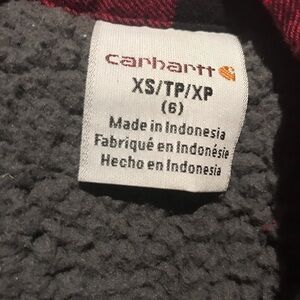 carhartt
XS/TP/XP
(6)
Made in Indonesia
Fabriqué en Indonésie
Hecho en Indonesia